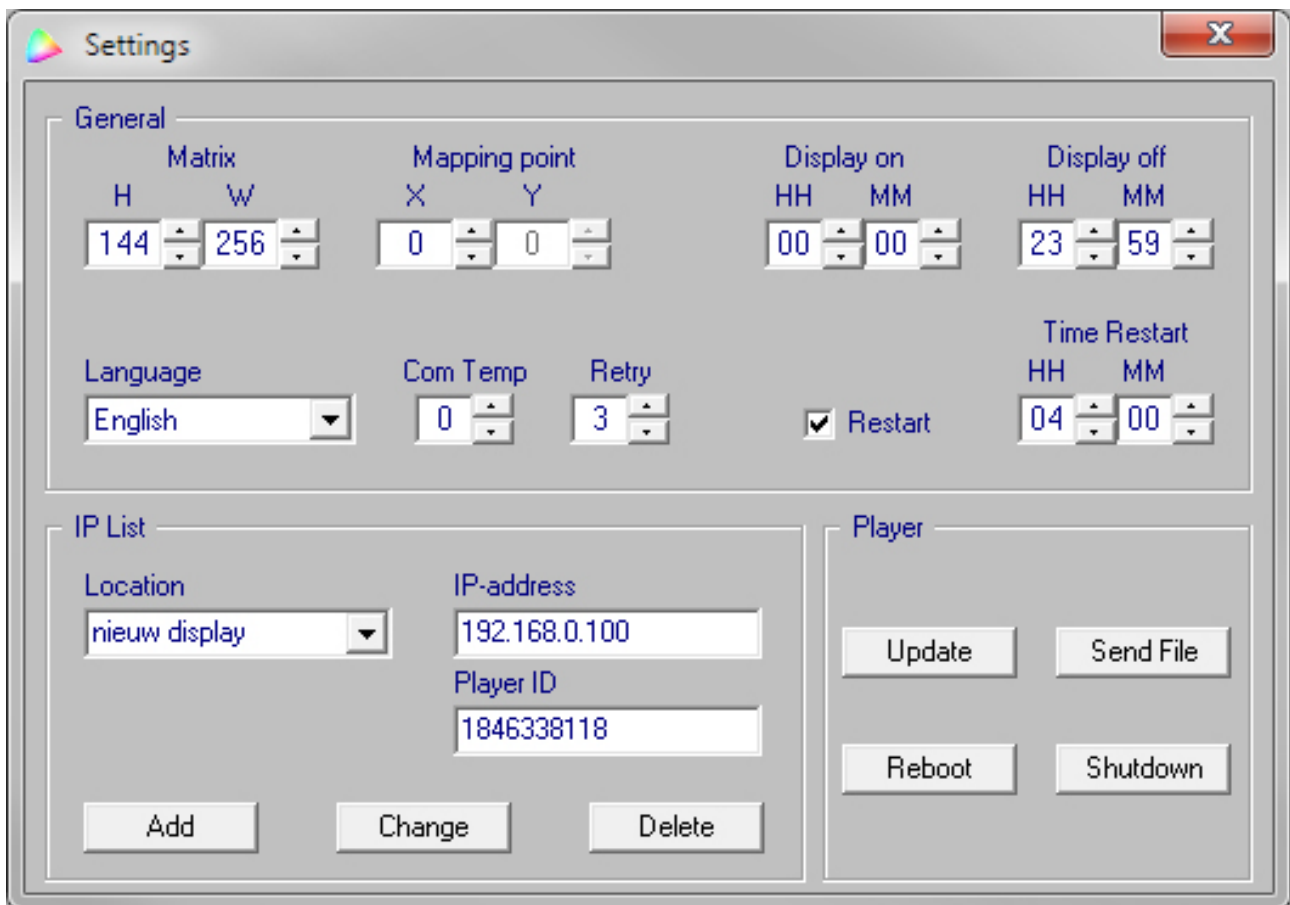 Settings
General
Matrix Mapping point Display on Display off
H W X Y HH MM HH MM
144 256 0 0 00 00 23 59
Time Restart
Language Com Temp Retry HH MM
English 0 3 Restart 04 00
IP List Player
Location IP-address
nieuw display 192.168.0.100
Update Send File
Player ID
1846338118
Reboot Shutdown
Add Change Delete